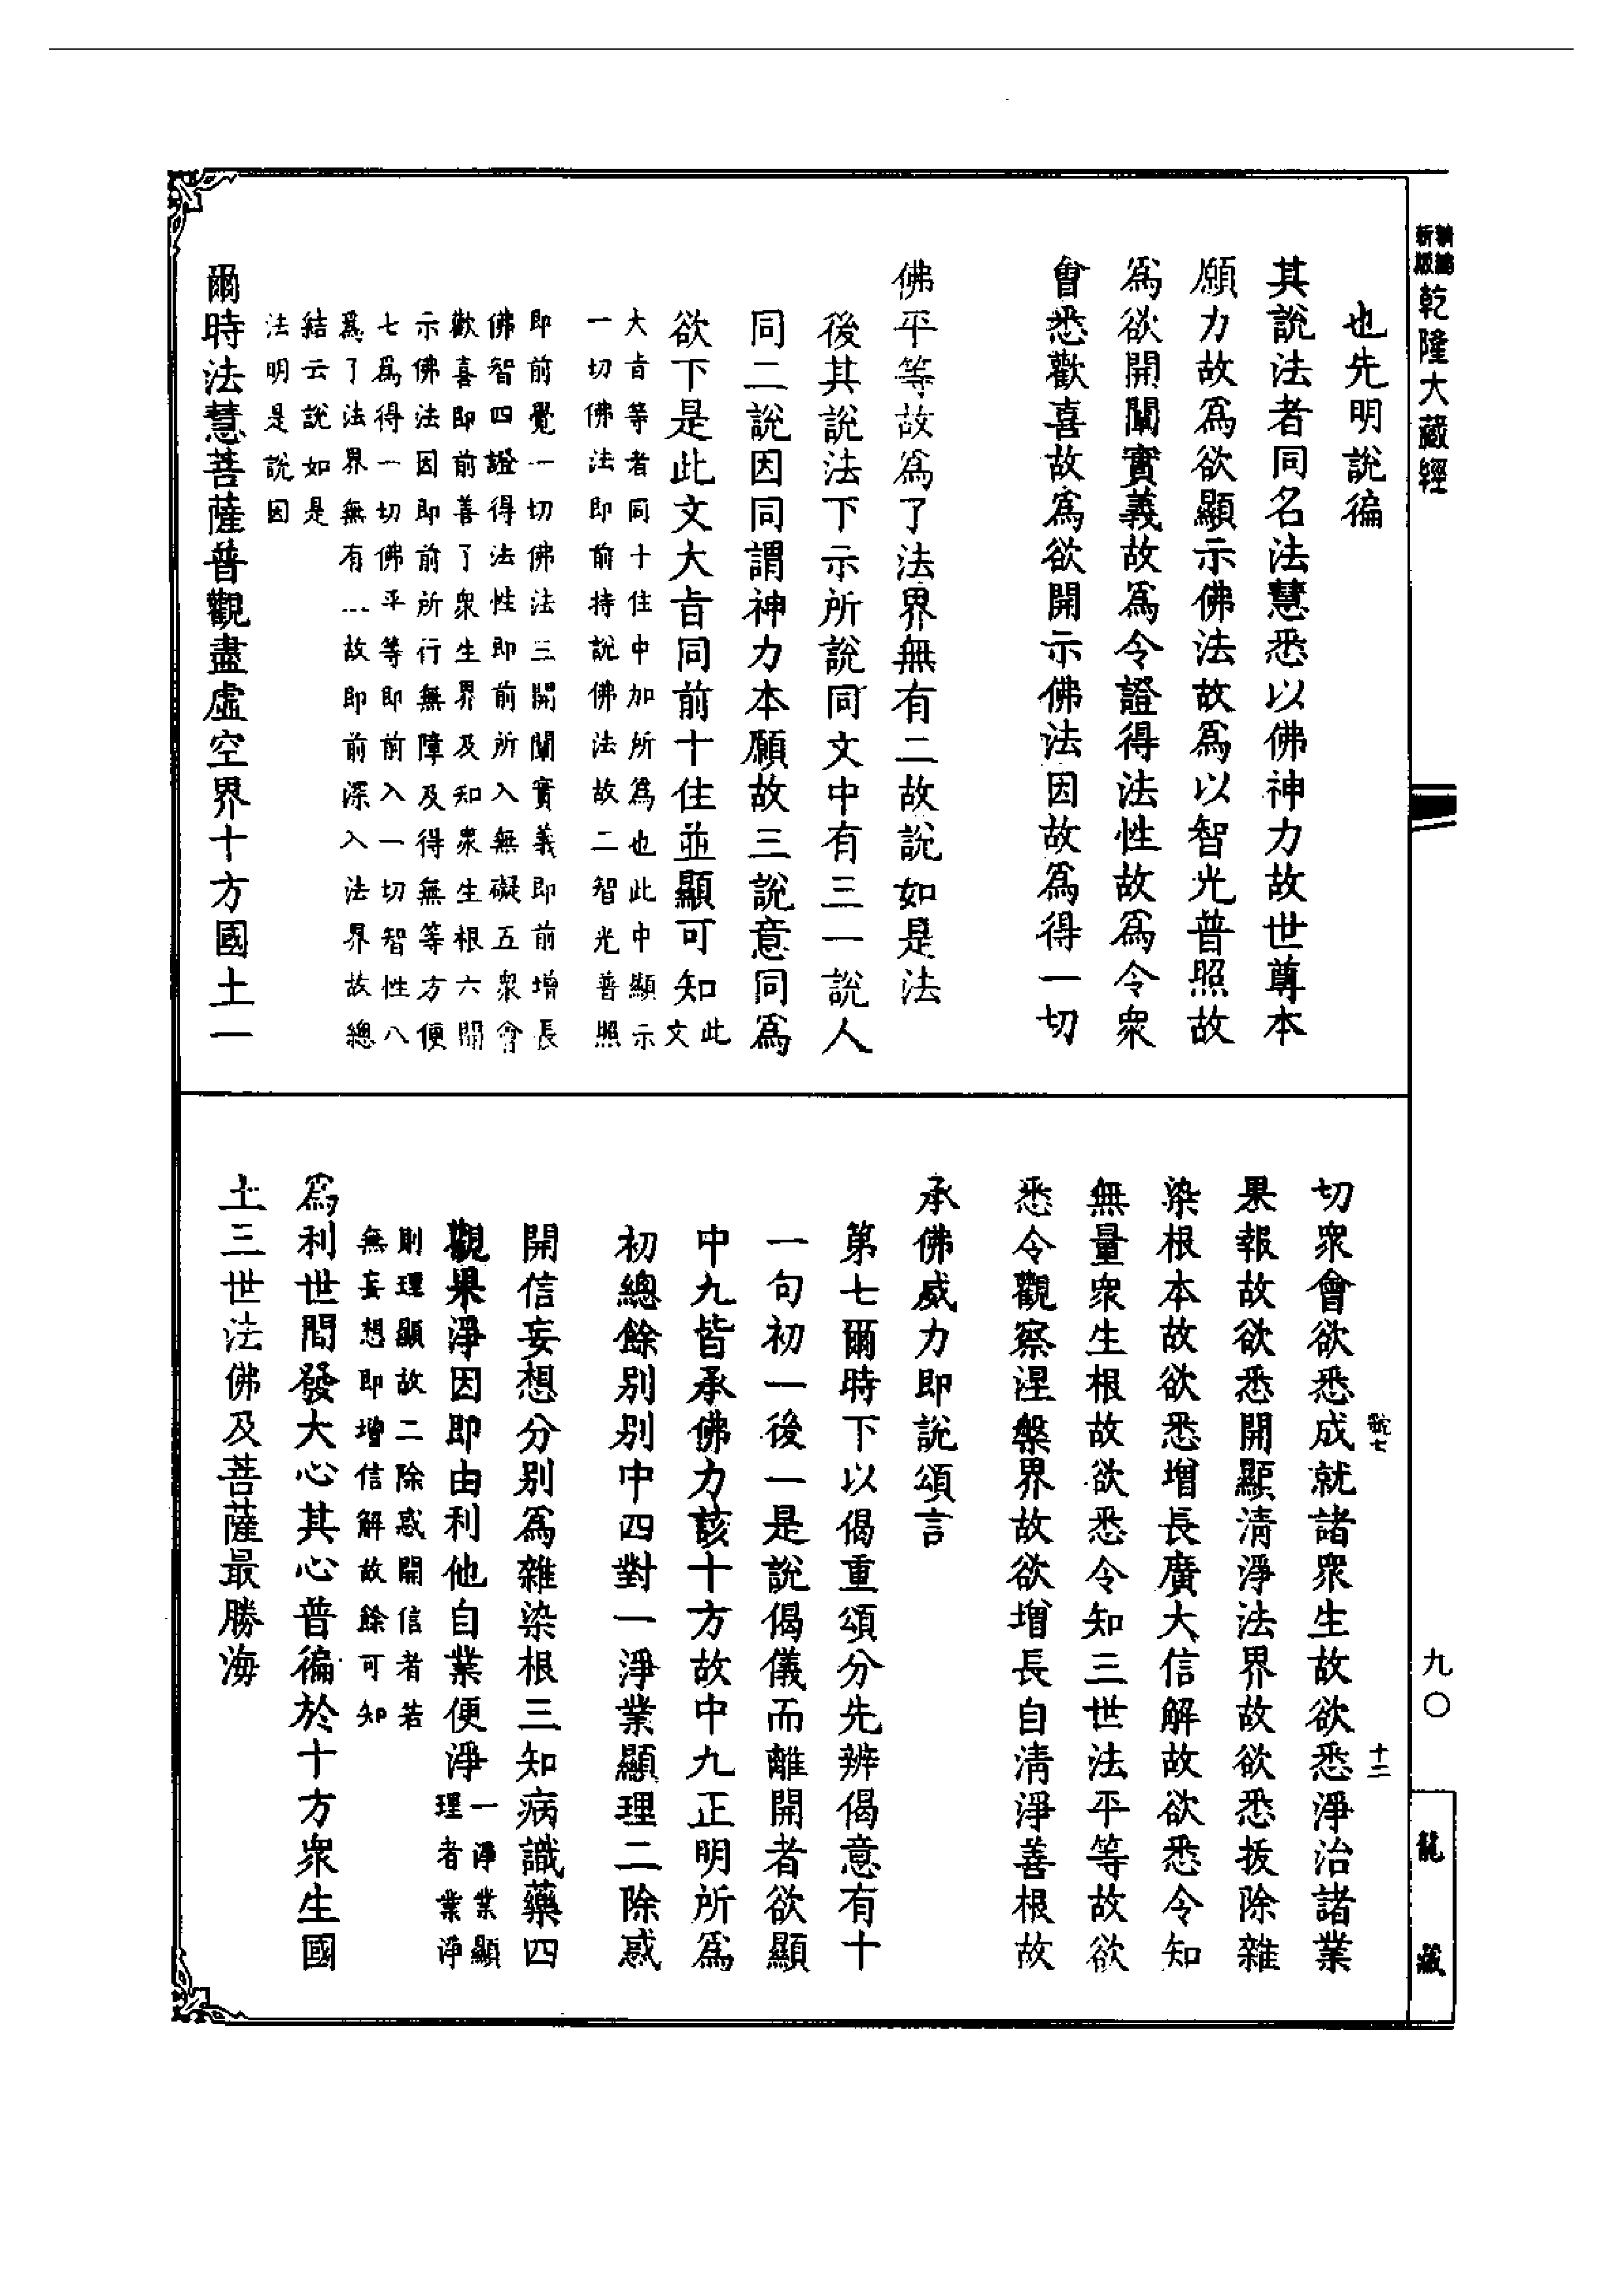 新編
新版
乾隆大藏經
也先明說徧
其說法者同名法慧悉以佛神力故世尊本
願力故爲欲顯示佛法故爲以智光普照故
爲欲開闡實義故爲令證得法性故爲令衆
會悉歡喜故爲欲開示佛法因故爲得一切
佛平等故爲了法界無有二故說如是法
後其說法下示所說同文中有三一說人
同二說因同謂神力本願故三說意同爲
欲下是此文大旨同前十住並顯可知此
文
大旨等者同十住中加所爲也此中顯示
一切佛法即前持說佛法故二智光普照
即前覺一切佛法三開闡實義即前增長
佛智四證得法性即前所入無礙五衆會
歡喜即前善了衆生界及知衆生根六開
示佛法因即前所行無障及得無等方便
七爲得一切佛平等即前入一切智性八
爲了法界無有二故即前深入法界故總
結云說如是
法明是說因
爾時法慧菩薩普觀盡虛空界十方國土一
切衆會欲悉成就諸衆生故欲悉淨治諸業
果報故欲悉開顯清淨法界故欲悉拔除雜
染根本故欲悉增長廣大信解故欲悉令知
無量衆生根故欲悉令知三世法平等故欲
悉令觀察涅槃界故欲增長自清淨善根故
承佛威力即說頌言
第七爾時下以偈重頌分先辨偈意有十
一句初一後一是說偈儀而離開者欲顯
中九皆承佛力該十方故中九正明所爲
初總餘別別中四對一淨業顯理二除惑
開信妄想分別爲雜染根三知病識藥四
觀果淨因即由利他自業便淨一淨業顯
理者業淨
則理顯故二除惑開信者若
無妄想即增信解故餘可知
爲利世間發大心其心普徧於十方衆生國
土三世法佛及菩薩最勝海
號七
十二
九〇
龍藏